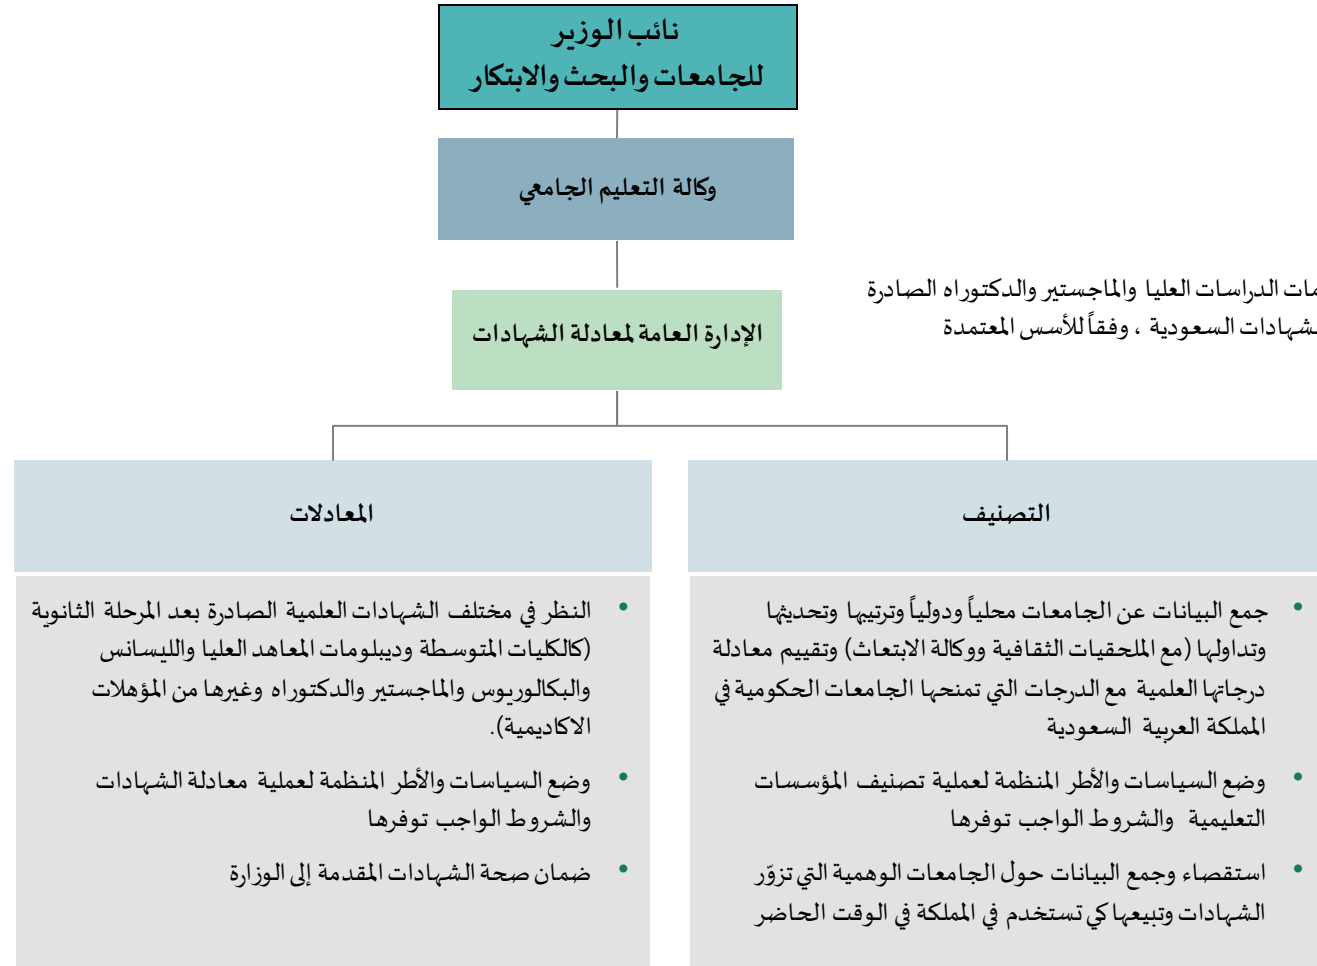 نائب الوزير
للجامعات والبحث والابتكار
وكالة التعليم الجامعي
الدراسات العليا والماجستير والدكتوراه الصادرة
السعودية ، وفقاً للأسس المعتمدة
الإدارة العامة لمعادلة الشهادات
التصنيف
جمع البيانات عن الجامعات محلياً ودولياً وترتيبها وتحديثها
وتداولها (مع الملحقيات الثقافية ووكالة الابتعاث) وتقييم معادلة
درجاتها العلمية مع الدرجات التي تمنحها الجامعات الحكومية في
المملكة العربية السعودية
وضع السياسات والأطر المنظمة لعملية تصنيف المؤسسات
التعليمية والشروط الواجب توفرها
استقصاء وجمع البيانات حول الجامعات الوهمية التي تزوّر
الشهادات وتبيعها كي تستخدم في المملكة في الوقت الحاضر
المعادلات
النظر في مختلف الشهادات العلمية الصادرة بعد المرحلة الثانوية
(كالكليات المتوسطة وديبلومات المعاهد العليا والليسانس
والبكالوريوس والماجستير والدكتوراه وغيرها من المؤهلات
الاكاديمية).
وضع السياسات والأطر المنظمة لعملية معادلة الشهادات
والشروط الواجب توفرها
ضمان صحة الشهادات المقدمة إلى الوزارة